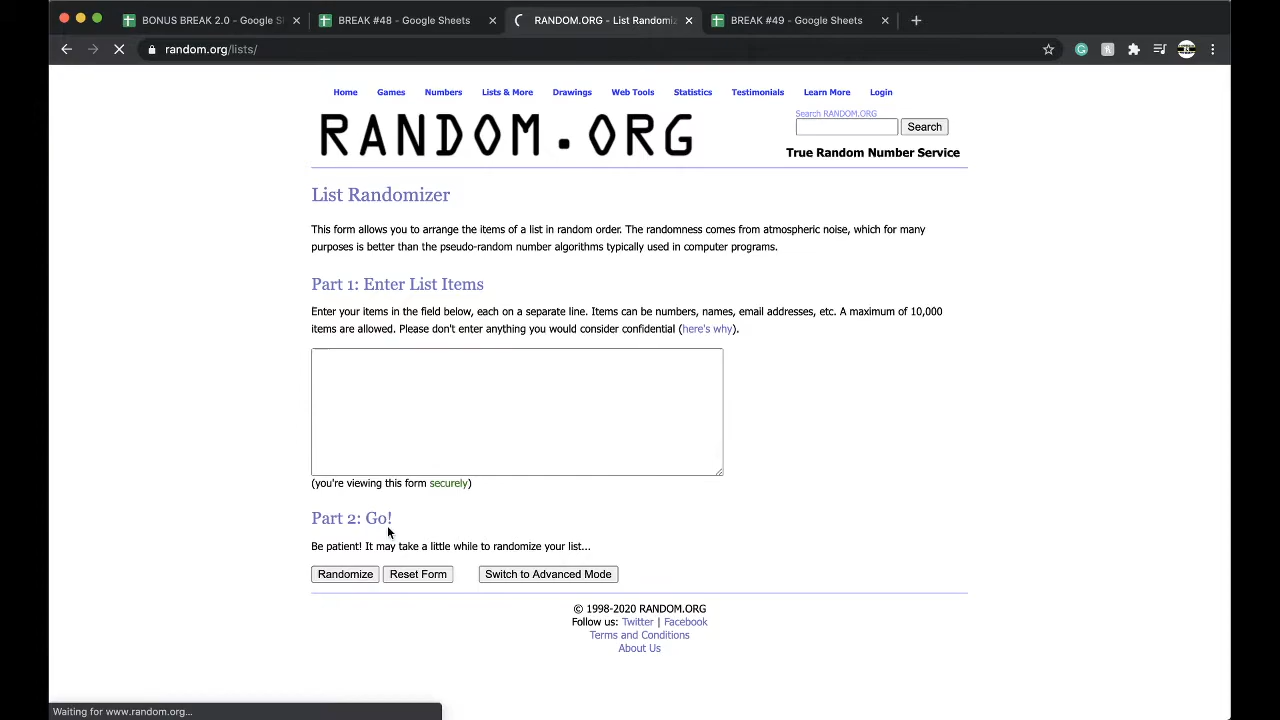 BONUS BREAK 2.0 - Google S
BREAK #48 - Google Sheets
RANDOM.ORG - List Randomiz
BREAK #49 - Google Sheets
random.org/lists/
Home Games Numbers Lists & More Drawings Web Tools Statistics Testimonials Learn More Login
RANDOM.ORG
Search RANDOM.ORG
Search
True Random Number Service
List Randomizer
This form allows you to arrange the items of a list in random order. The randomness comes from atmospheric noise, which for many
purposes is better than the pseudo-random number algorithms typically used in computer programs.
Part 1: Enter List Items
Enter your items in the field below, each on a separate line. Items can be numbers, names, email addresses, etc. A maximum of 10,000
items are allowed. Please don't enter anything you would consider confidential (here's why).
(you're viewing this form securely)
Part 2: Go!
Be patient! It may take a little while to randomize your list...
Randomize Reset Form Switch to Advanced Mode
© 1998-2020 RANDOM.ORG
Follow us: Twitter | Facebook
Terms and Conditions
About Us
Waiting for www.random.org...